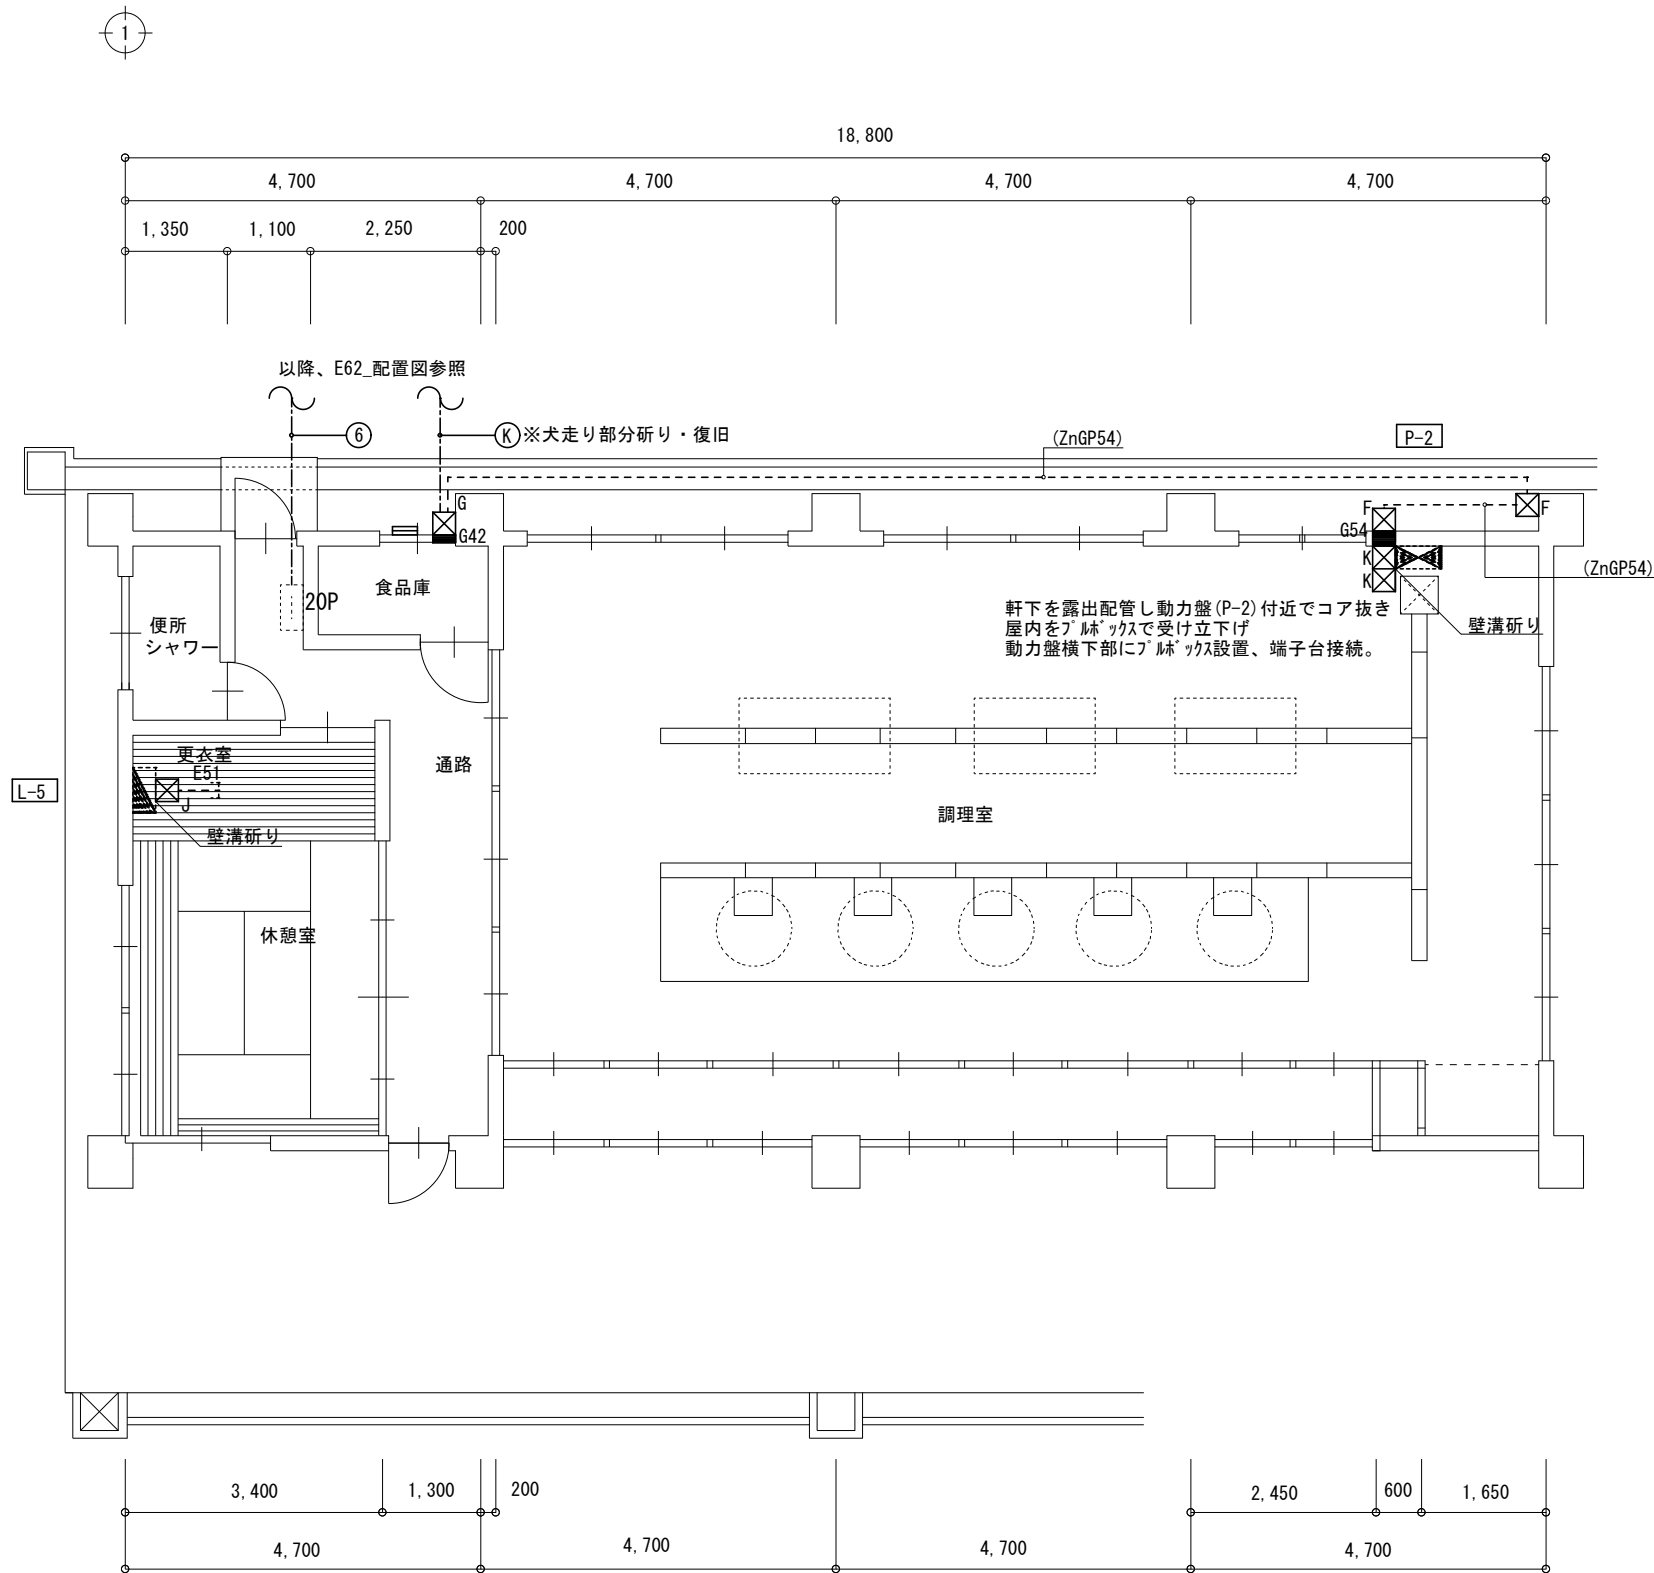 1
18,800
4,700
4,700
4,700
4,700
1,350
1,100
2,250
200
以降、E62_配置図参照
6
K
※犬走り部分斫り・復旧
(ZnGP54)
P-2
G
G42
F
F
G54
K
K
(ZnGP54)
20P
食品庫
便所
シャワー
軒下を露出配管し動力盤(P-2)付近でコア抜き
屋内をプルボックスで受け立下げ
動力盤横下部にプルボックス設置、端子台接続。
壁溝斫り
更衣室
E51
J
L-5
壁溝斫り
通路
調理室
休憩室
3,400
1,300
200
2,450
600
1,650
4,700
4,700
4,700
4,700